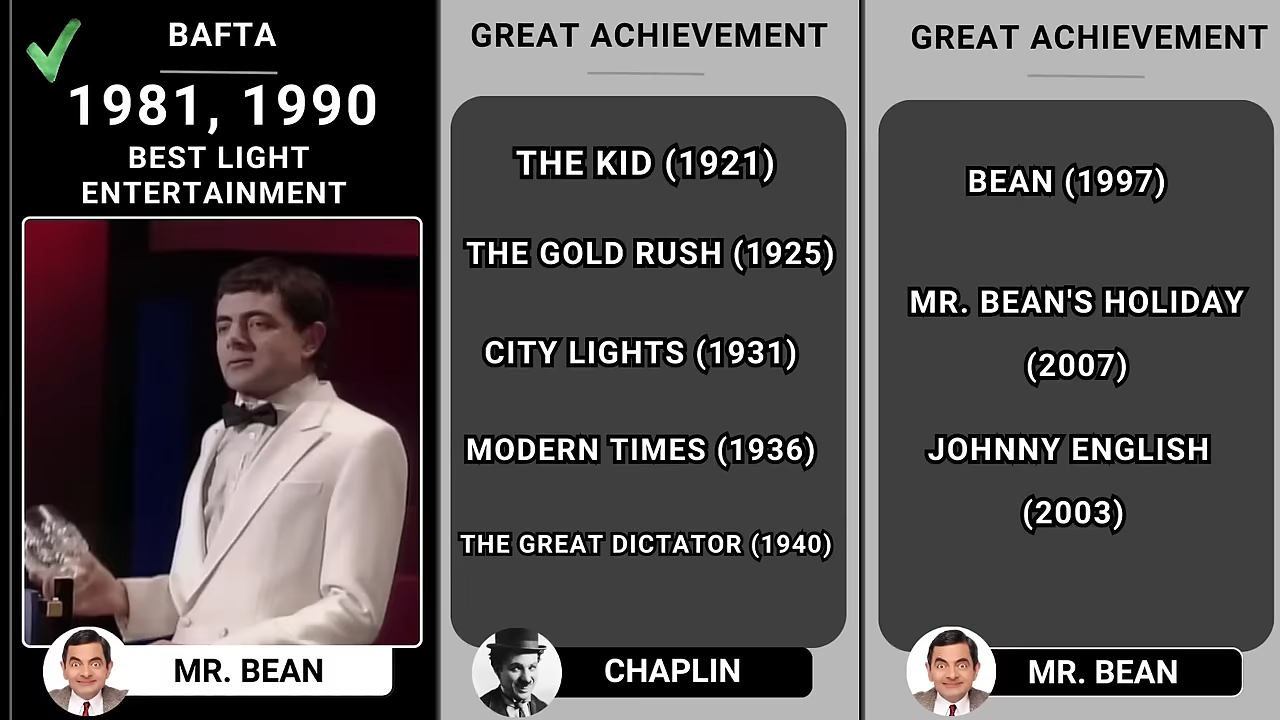 BAFTA
1981, 1990
BEST LIGHT
ENTERTAINMENT
MR. BEAN
GREAT ACHIEVEMENT
THE KID (1921)
THE GOLD RUSH (1925)
CITY LIGHTS (1931)
MODERN TIMES (1936)
THE GREAT DICTATOR (1940)
CHAPLIN
GREAT ACHIEVEMENT
BEAN (1997)
MR. BEAN'S HOLIDAY
(2007)
JOHNNY ENGLISH
(2003)
MR. BEAN